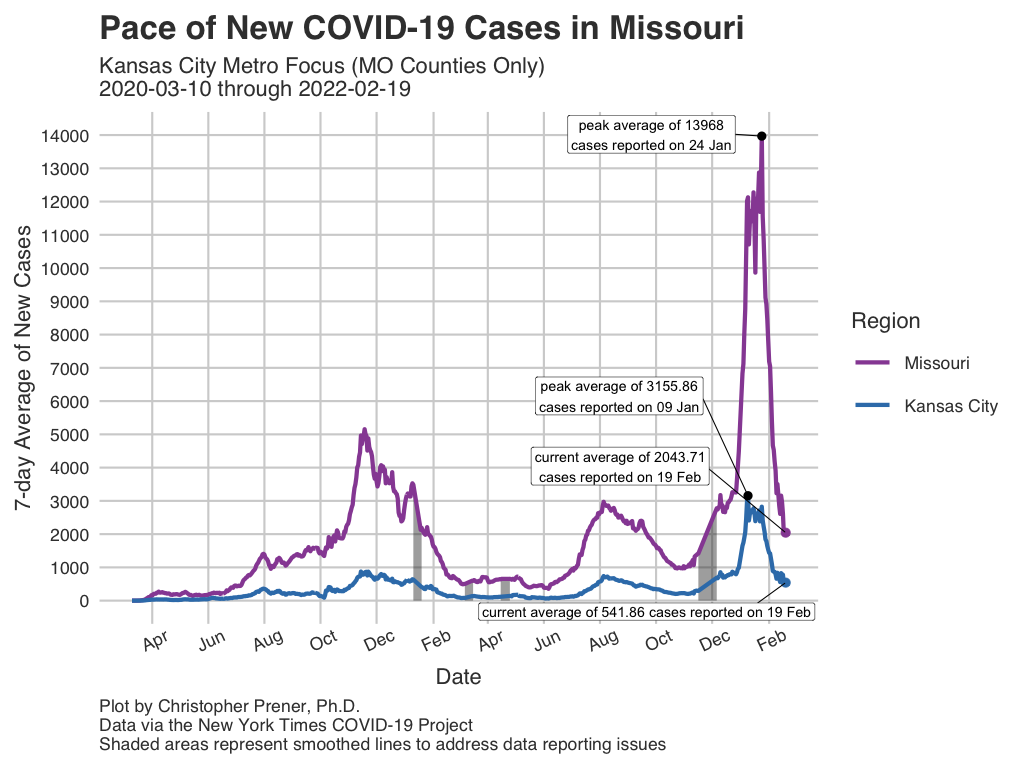 Pace of New COVID-19 Cases in Missouri
Kansas City Metro Focus (MO Counties Only)
2020-03-10 through 2022-02-19
7-day Average of New Cases
14000
13000
12000
11000
10000
9000
8000
7000
6000
5000
4000
3000
2000
1000
0
peak average of 13968
cases reported on 24 Jan
peak average of 3155.86
cases reported on 09 Jan
current average of 2043.71
cases reported on 19 Feb
current average of 541.86 cases reported on 19 Feb
Apr Jun Aug Oct Dec Feb Apr Jun Aug Oct Dec Feb
Date
Region
Missouri
Kansas City
Plot by Christopher Prener, Ph.D.
Data via the New York Times COVID-19 Project
Shaded areas represent smoothed lines to address data reporting issues